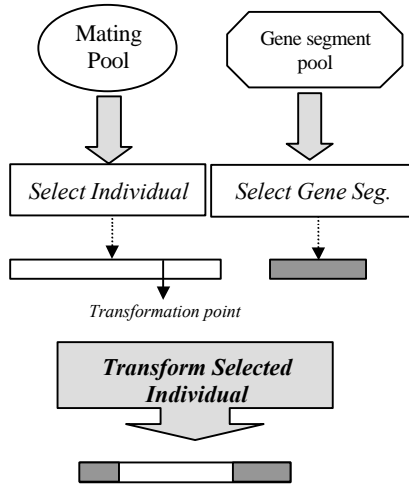 Mating
Pool
Gene segment
pool
Select Individual
Select Gene Seg.
Transformation point
Transform Selected
Individual